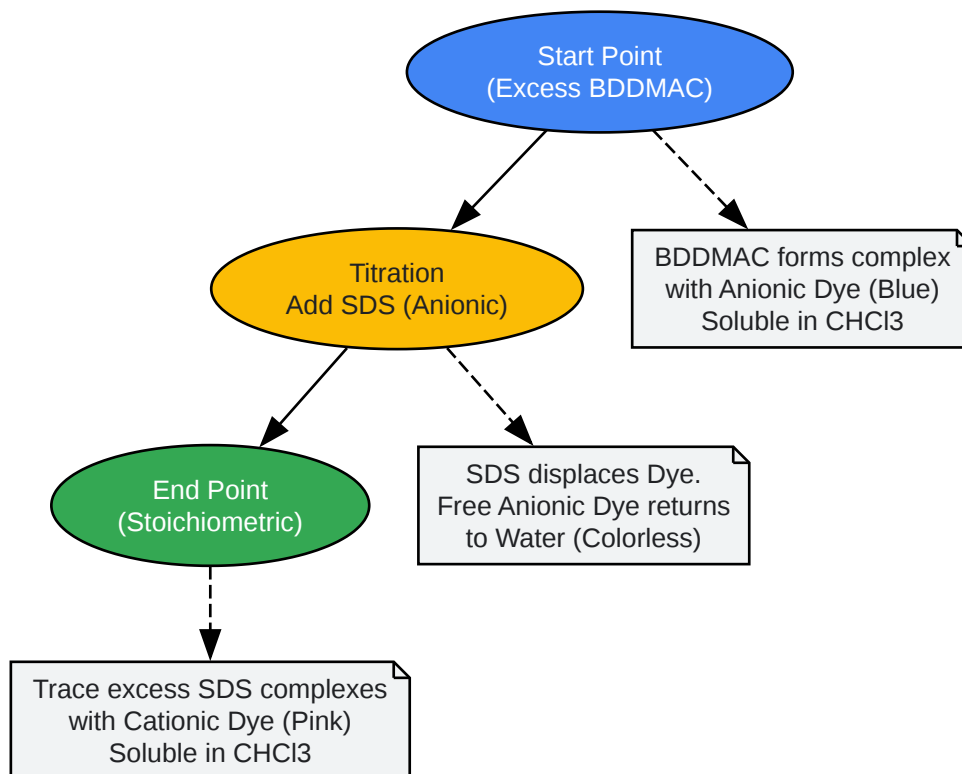 Start Point
(Excess BDDMAC)
Titration
Add SDS (Anionic)
BDDMAC forms complex
with Anionic Dye (Blue)
Soluble in CHCl3
End Point
(Stoichiometric)
SDS displaces Dye.
Free Anionic Dye returns
to Water (Colorless)
Trace excess SDS complexes
with Cationic Dye (Pink)
Soluble in CHCl3